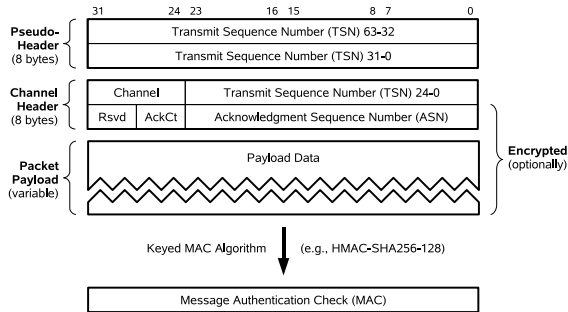 31 24 23 16 15 8 7 0
Pseudo-
Header
(8 bytes)
Transmit Sequence Number (TSN) 63-32
Transmit Sequence Number (TSN) 31-0
Channel
Header
(8 bytes)
Channel
Transmit Sequence Number (TSN) 24-0
Rsvd
AckCt
Acknowledgment Sequence Number (ASN)
Packet
Payload
(variable)
Payload Data
Encrypted
(optionally)
Keyed MAC Algorithm
(e.g., HMAC-SHA256-128)
Message Authentication Check (MAC)